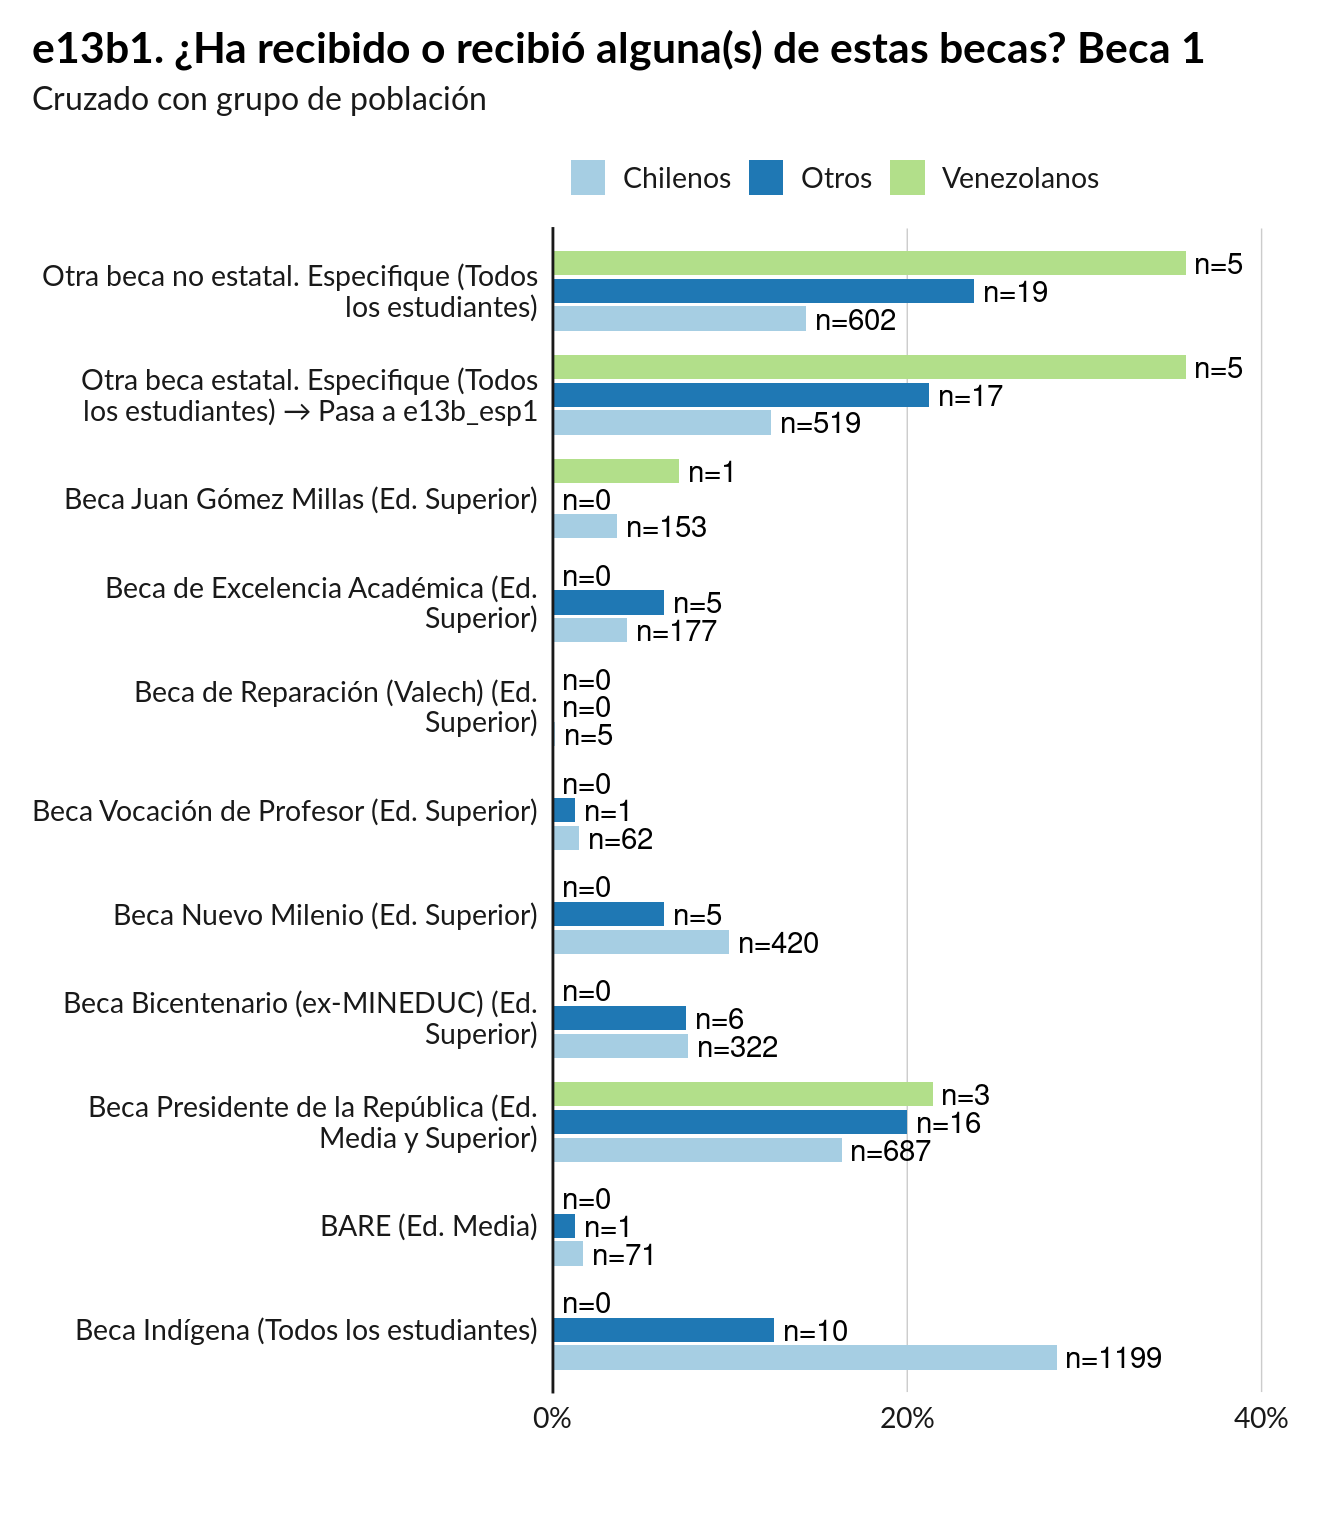 e13b1. ¿Ha recibido o recibió alguna(s) de estas becas? Beca 1
Cruzado con grupo de población
Chilenos Otros Venezolanos
Otra beca no estatal. Especifique (Todos
los estudiantes)
n=5
n=19
n=602
Otra beca estatal. Especifique (Todos
los estudiantes) → Pasa a e13b_esp1
n=5
n=17
n=519
Beca Juan Gómez Millas (Ed. Superior)
n=1
n=0
n=153
Beca de Excelencia Académica (Ed.
Superior)
n=0
n=5
n=177
Beca de Reparación (Valech) (Ed.
Superior)
n=0
n=0
n=5
Beca Vocación de Profesor (Ed. Superior)
n=0
n=1
n=62
Beca Nuevo Milenio (Ed. Superior)
n=0
n=5
n=420
Beca Bicentenario (ex-MINEDUC) (Ed.
Superior)
n=0
n=6
n=322
Beca Presidente de la República (Ed.
Media y Superior)
n=3
n=16
n=687
BARE (Ed. Media)
n=0
n=1
n=71
Beca Indígena (Todos los estudiantes)
n=0
n=10
n=1199
0% 20% 40%